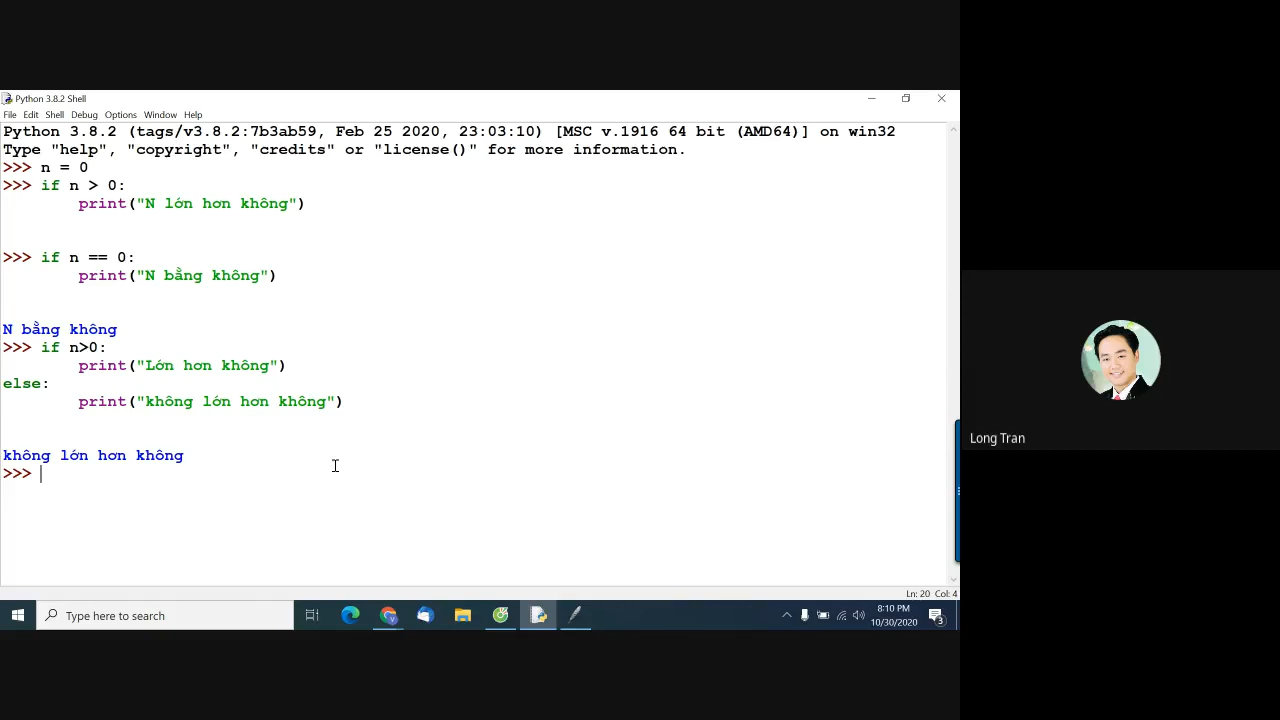 Python 3.8.2 Shell
File Edit Shell Debug Options Window Help
Python 3.8.2 (tags/v3.8.2:7b3ab59, Feb 25 2020, 23:03:10) [MSC v.1916 64 bit (AMD64)] on win32
Type "help", "copyright", "credits" or "license()" for more information.
>>> n = 0
>>> if n > 0:
        print("N lớn hơn không")
>>> if n == 0:
        print("N bằng không")
N bằng không
>>> if n>0:
        print("Lớn hơn không")
else:
        print("không lớn hơn không")
không lớn hơn không
>>>
Long Tran
Ln: 20 Col: 4
Type here to search
8:10 PM
10/30/2020
3